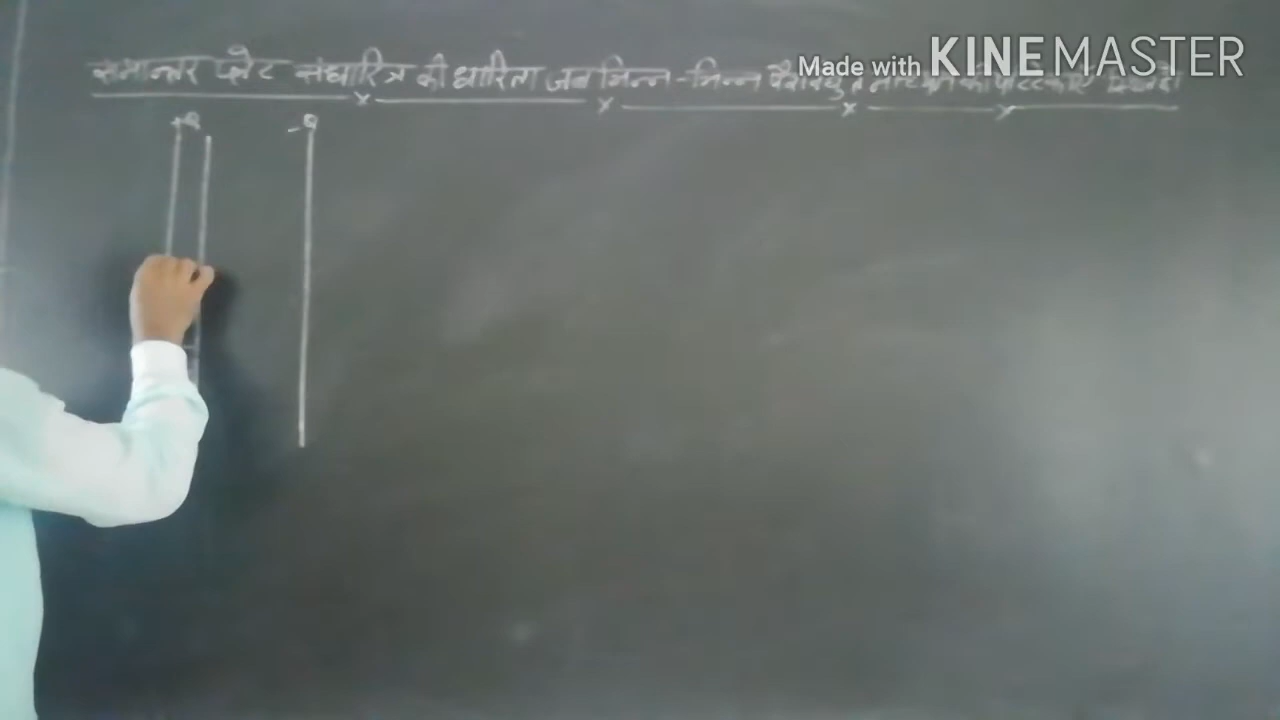 समान्तर प्लेट संधारित्र की धारिता जब भिन्न-भिन्न
Made with KINEMASTER
+q -q